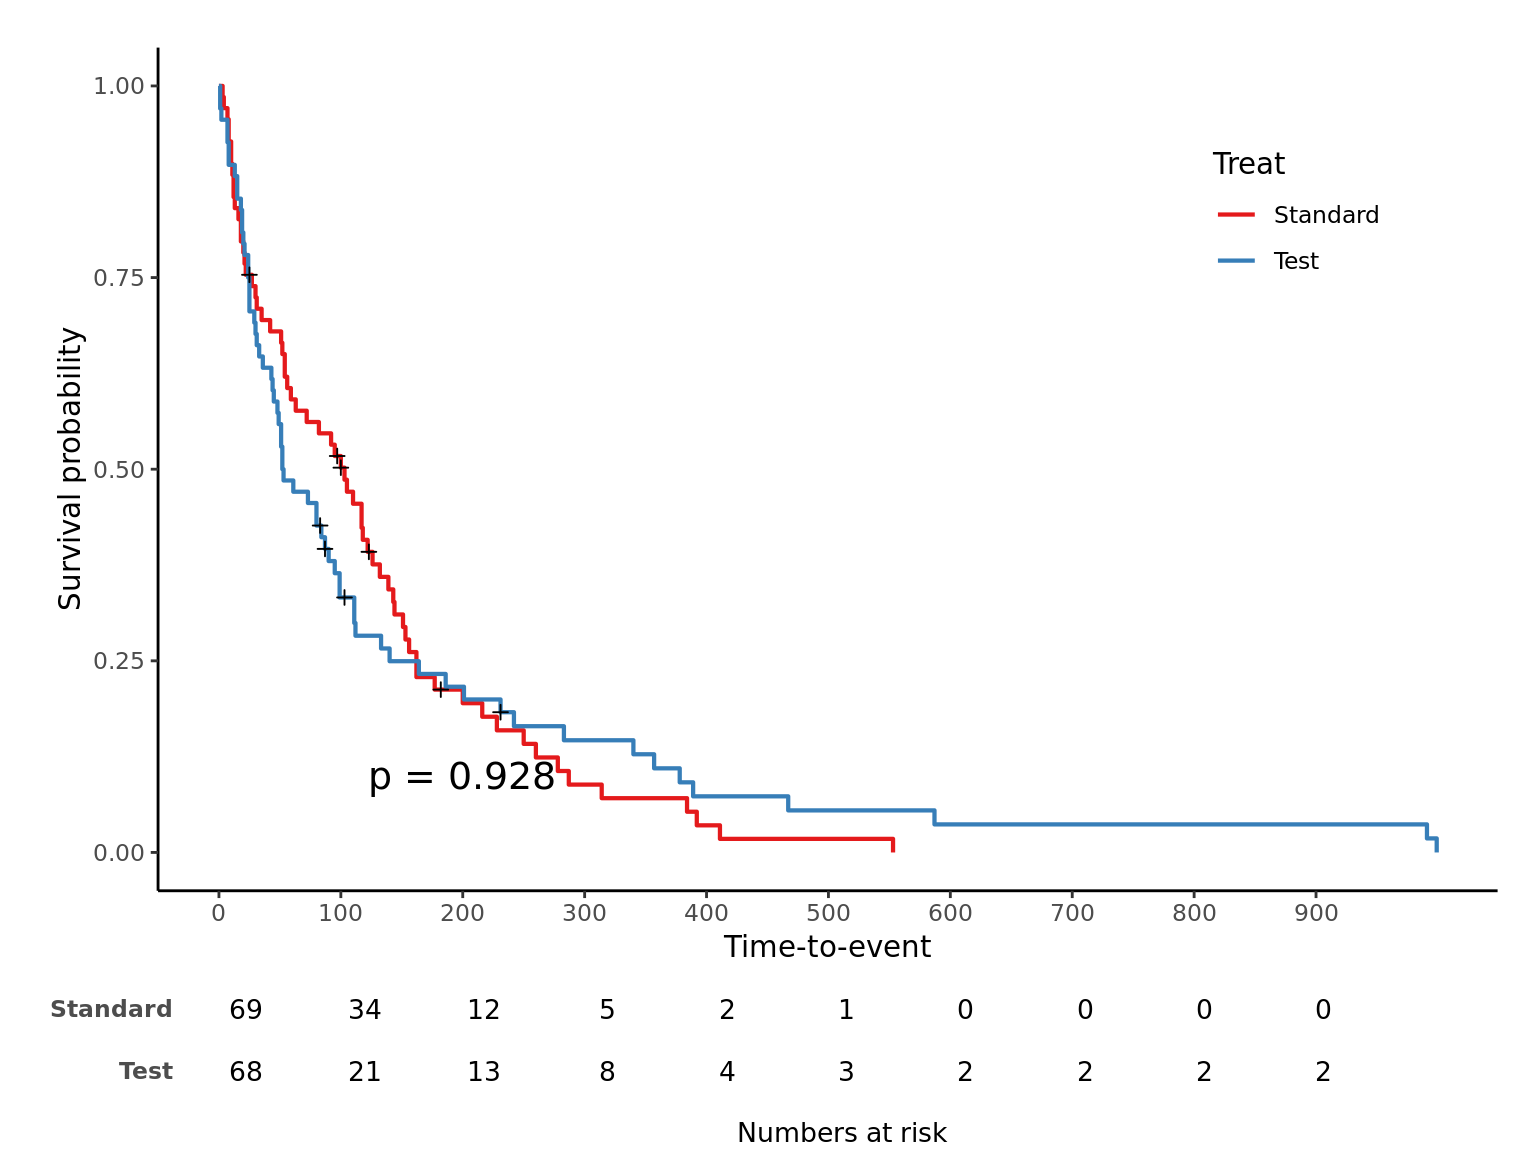 1.00
0.75
0.50
0.25
0.00
Survival probability
Treat
Standard
Test
p = 0.928
0 100 200 300 400 500 600 700 800 900
Time-to-event
Standard 69 34 12 5 2 1 0 0 0 0
Test 68 21 13 8 4 3 2 2 2 2
Numbers at risk